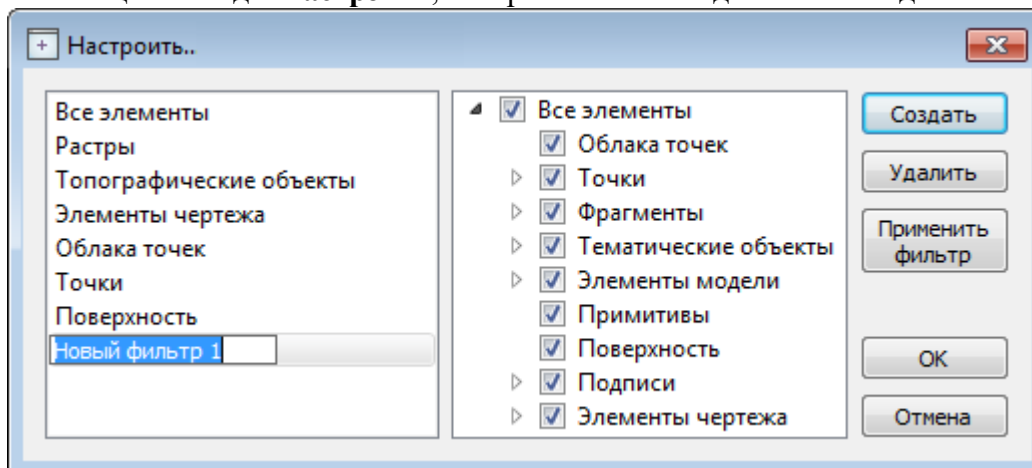 Настроить..
Все элементы
Растры
Топографические объекты
Элементы чертежа
Облака точек
Точки
Поверхность
Новый фильтр 1
Все элементы
Облака точек
Точки
Фрагменты
Тематические объекты
Элементы модели
Примитивы
Поверхность
Подписи
Элементы чертежа
Создать
Удалить
Применить
фильтр
ОК
Отмена